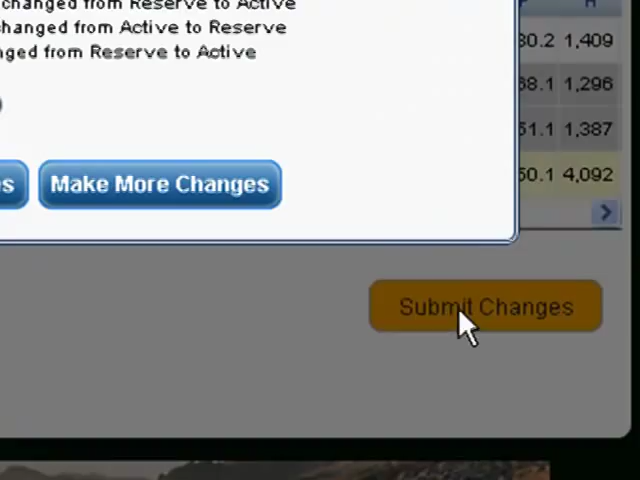 changed from Reserve to Active
changed from Active to Reserve
nged from Reserve to Active
s Make More Changes
30.2 1,409
38.1 1,296
51.1 1,387
50.1 4,092
Submit Changes